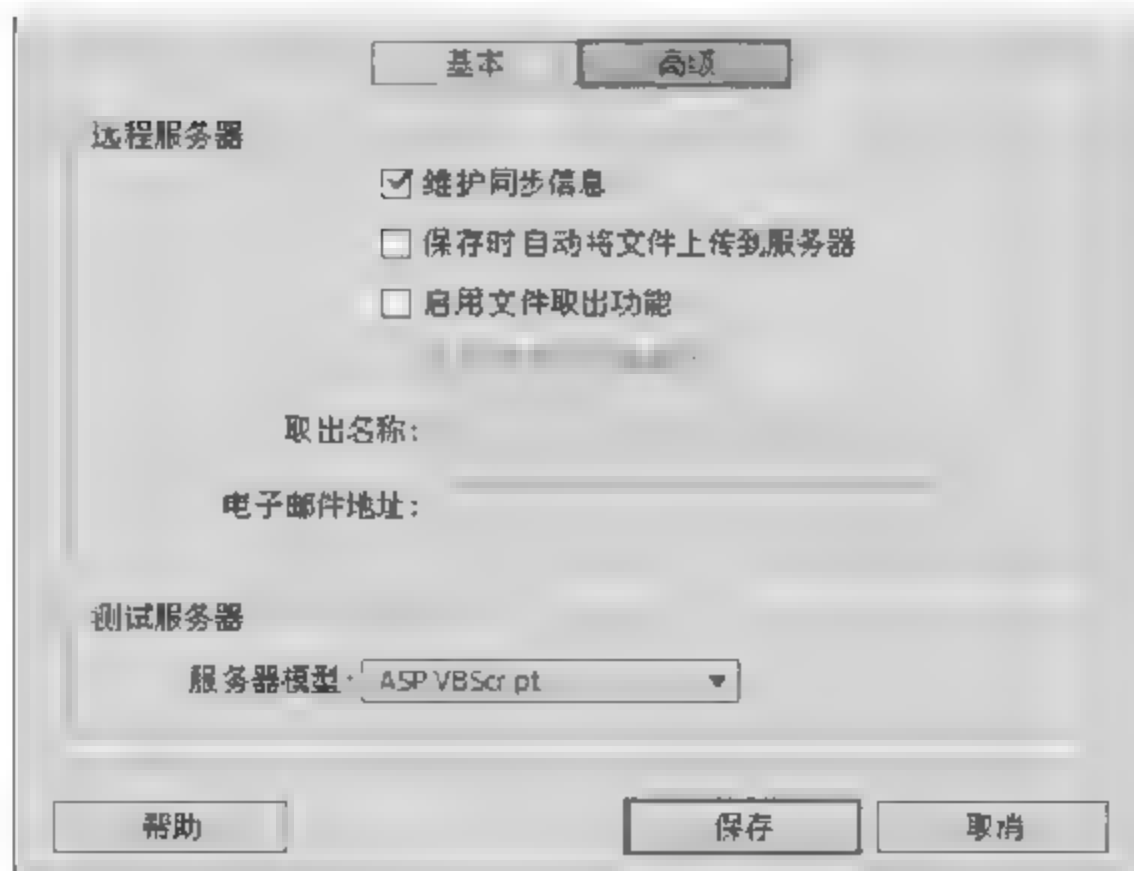 基本 高级
远程服务器
维护同步信息
保存时自动将文件上传到服务器
启用文件取出功能
取出名称:
电子邮件地址:
测试服务器
服务器模型: ASP VBScript
帮助 保存 取消